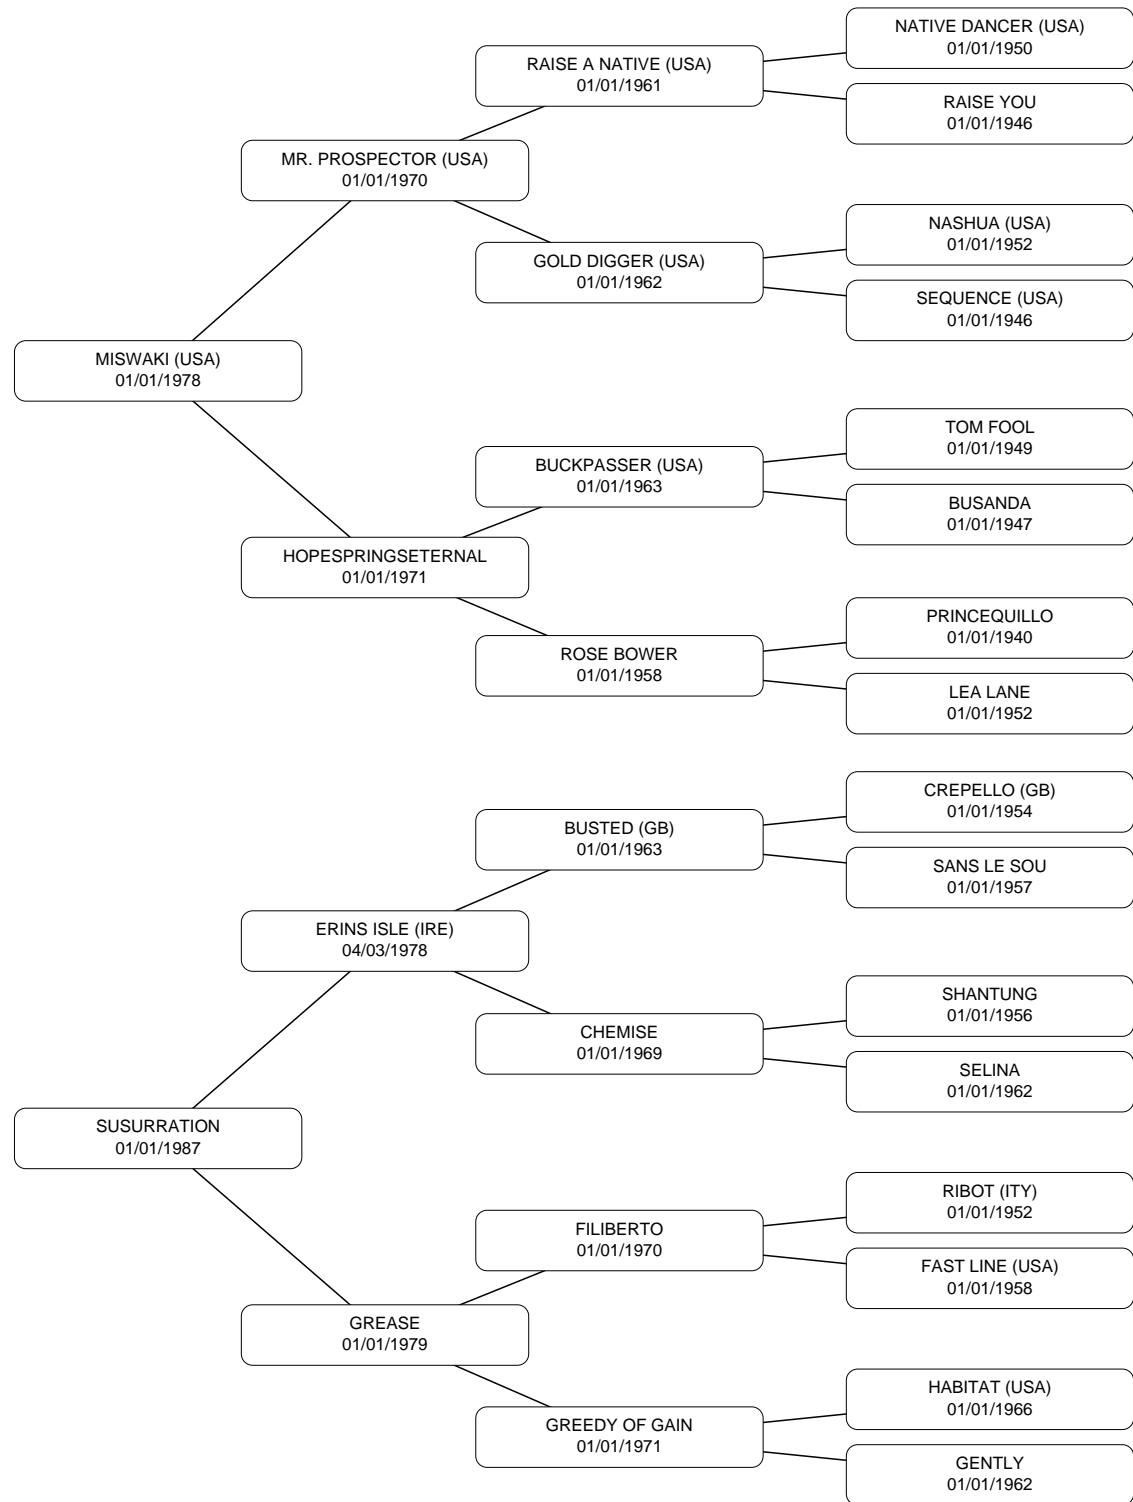 NATIVE DANCER (USA)
01/01/1950
RAISE A NATIVE (USA)
01/01/1961
RAISE YOU
01/01/1946
MR. PROSPECTOR (USA)
01/01/1970
NASHUA (USA)
01/01/1952
GOLD DIGGER (USA)
01/01/1962
SEQUENCE (USA)
01/01/1946
MISWAKI (USA)
01/01/1978
TOM FOOL
01/01/1949
BUCKPASSER (USA)
01/01/1963
BUSANDA
01/01/1947
HOPESPRINGSETERNAL
01/01/1971
PRINCEQUILLO
01/01/1940
ROSE BOWER
01/01/1958
LEA LANE
01/01/1952
CREPELLO (GB)
01/01/1954
BUSTED (GB)
01/01/1963
SANS LE SOU
01/01/1957
ERINS ISLE (IRE)
04/03/1978
SHANTUNG
01/01/1956
CHEMISE
01/01/1969
SELINA
01/01/1962
SUSURRATION
01/01/1987
RIBOT (ITY)
01/01/1952
FILIBERTO
01/01/1970
FAST LINE (USA)
01/01/1958
GREASE
01/01/1979
HABITAT (USA)
01/01/1966
GREEDY OF GAIN
01/01/1971
GENTLY
01/01/1962